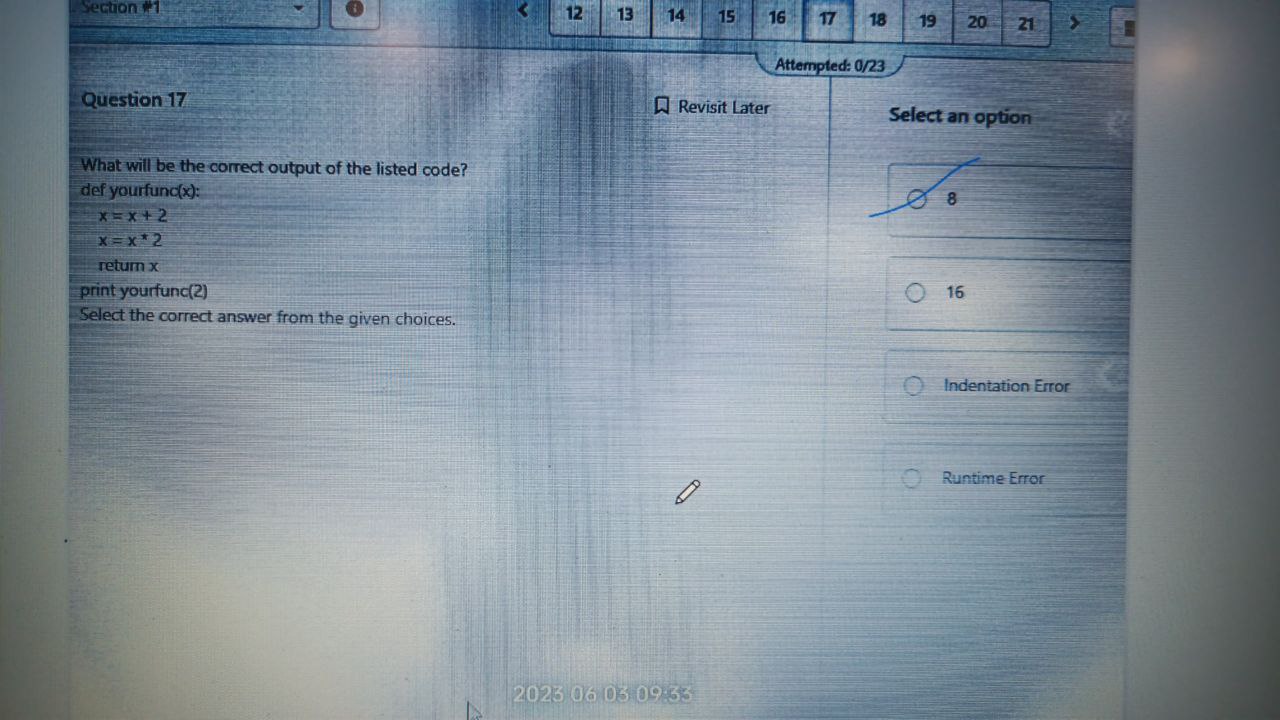 Section #1
12 13 14 15 16 17 18 19 20 21
Attempted: 0/23
Question 17
Revisit Later
What will be the correct output of the listed code?
def yourfunc(x):
x = x + 2
x = x * 2
return x
print yourfunc(2)
Select the correct answer from the given choices.
Select an option
8
16
Indentation Error
Runtime Error
2023 06 03 09:33